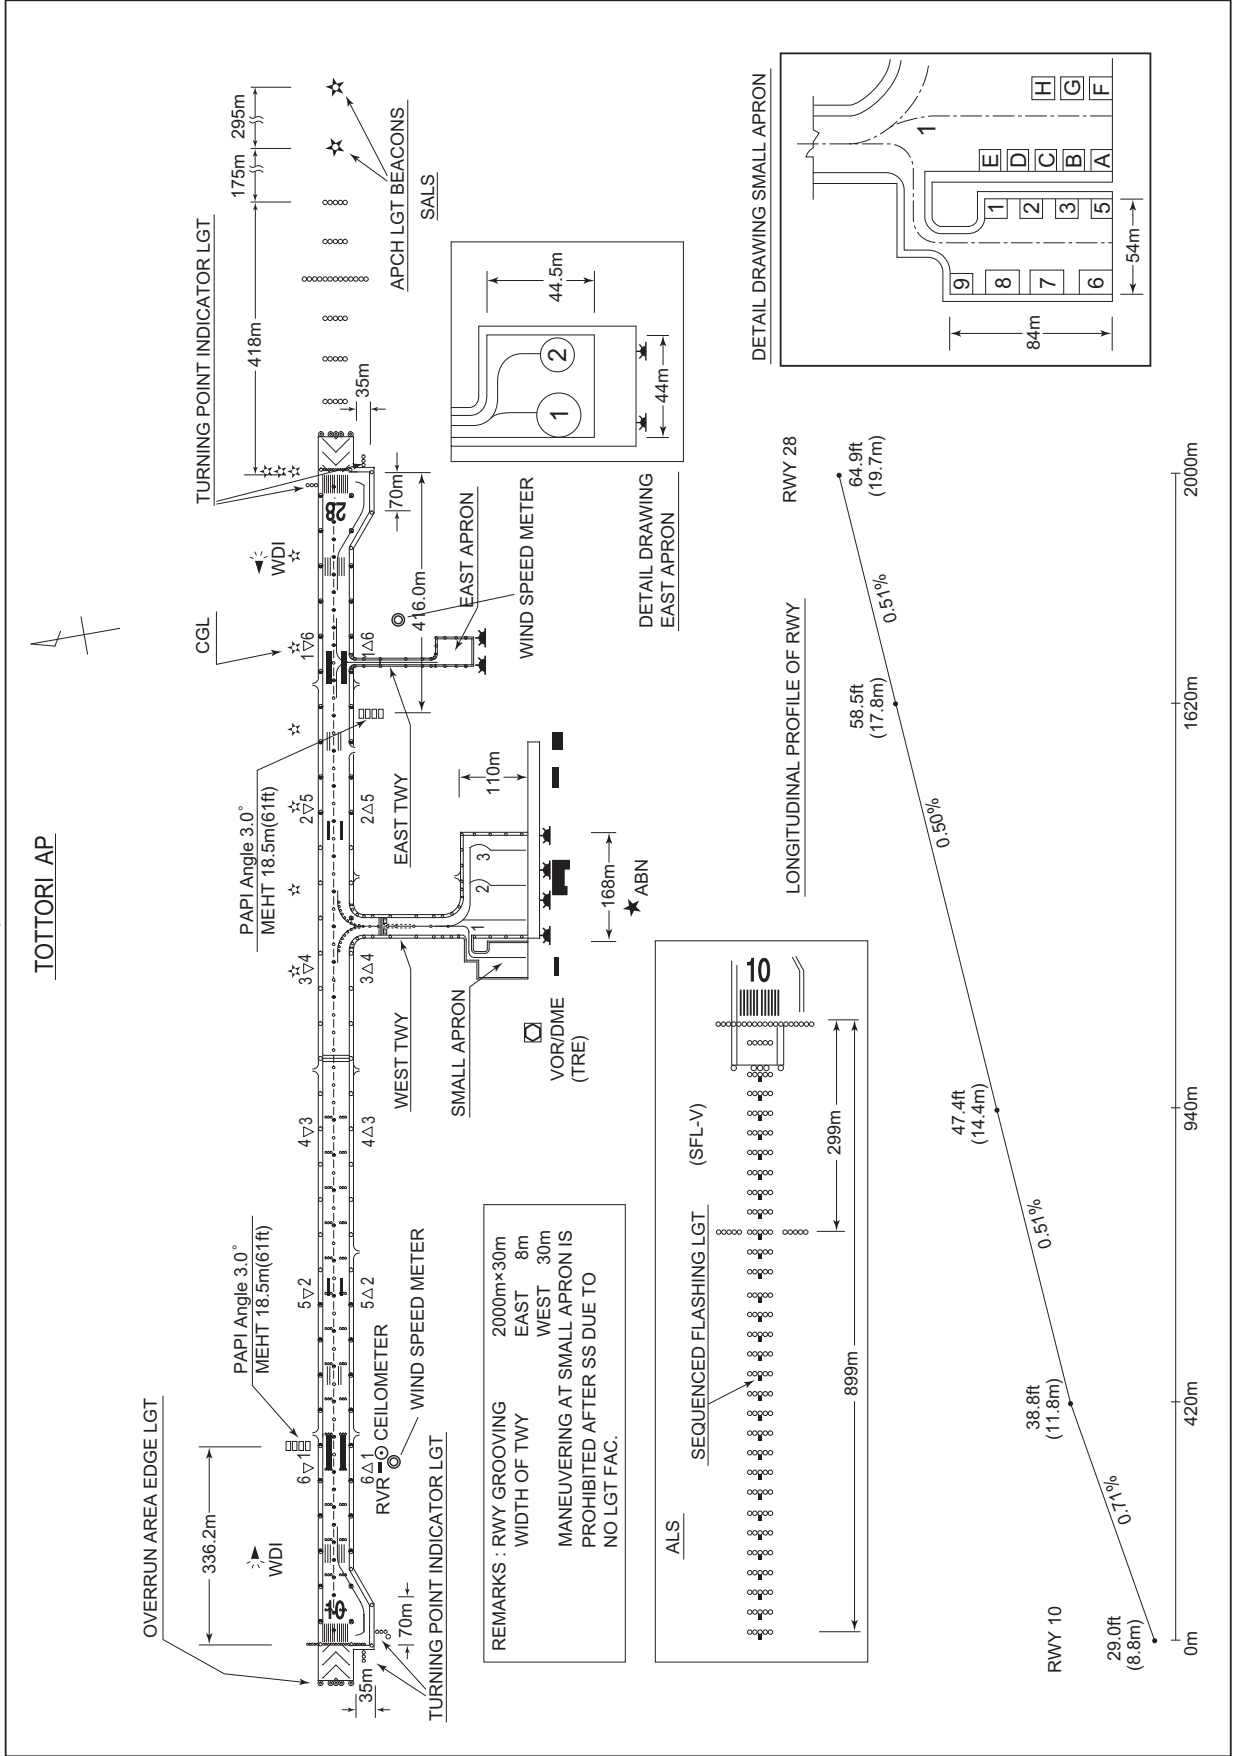 TOTTORI AP
OVERRUN AREA EDGE LGT
336.2m
WDI
PAPI Angle 3.0°
MEHT 18.5m(61ft)
PAPI Angle 3.0°
MEHT 18.5m(61ft)
CGL
WDI
TURNING POINT INDICATOR LGT
418m
175m
295m
APCH LGT BEACONS
SALS
6▽1
5▽2
4▽3
3▽4
2▽5
1▽6
10
28
6△1
5△2
4△3
3△4
2△5
1△6
35m
70m
TURNING POINT INDICATOR LGT
RVR
CEILOMETER
WIND SPEED METER
WEST TWY
SMALL APRON
EAST TWY
EAST APRON
416.0m
70m
35m
WIND SPEED METER
1
2
3
110m
168m
ABN
VOR/DME
(TRE)
REMARKS : RWY GROOVING 2000m×30m
WIDTH OF TWY EAST 8m
WEST 30m
MANEUVERING AT SMALL APRON IS
PROHIBITED AFTER SS DUE TO
NO LGT FAC.
1
2
44.5m
44m
DETAIL DRAWING
EAST APRON
ALS
SEQUENCED FLASHING LGT
(SFL-V)
10
299m
899m
DETAIL DRAWING SMALL APRON
1
E
D
C
B
A
H
G
F
9
8
7
6
1
2
3
5
84m
54m
LONGITUDINAL PROFILE OF RWY
RWY 10
29.0ft
(8.8m)
0.71%
38.8ft
(11.8m)
0.51%
47.4ft
(14.4m)
0.50%
58.5ft
(17.8m)
0.51%
RWY 28
64.9ft
(19.7m)
0m
420m
940m
1620m
2000m